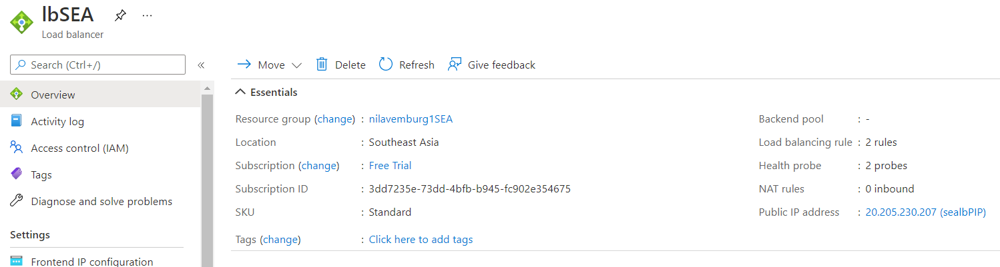 lbSEA
Load balancer
Search (Ctrl+/)
Overview
Activity log
Access control (IAM)
Tags
Diagnose and solve problems
Settings
Frontend IP configuration
Move
Delete
Refresh
Give feedback
Essentials
Resource group (change) : nilavemburg1SEA
Location : Southeast Asia
Subscription (change) : Free Trial
Subscription ID : 3dd7235e-73dd-4bfb-b945-fc902e354675
SKU : Standard
Tags (change) : Click here to add tags
Backend pool : -
Load balancing rule : 2 rules
Health probe : 2 probes
NAT rules : 0 inbound
Public IP address : 20.205.230.207 (sealbPIP)